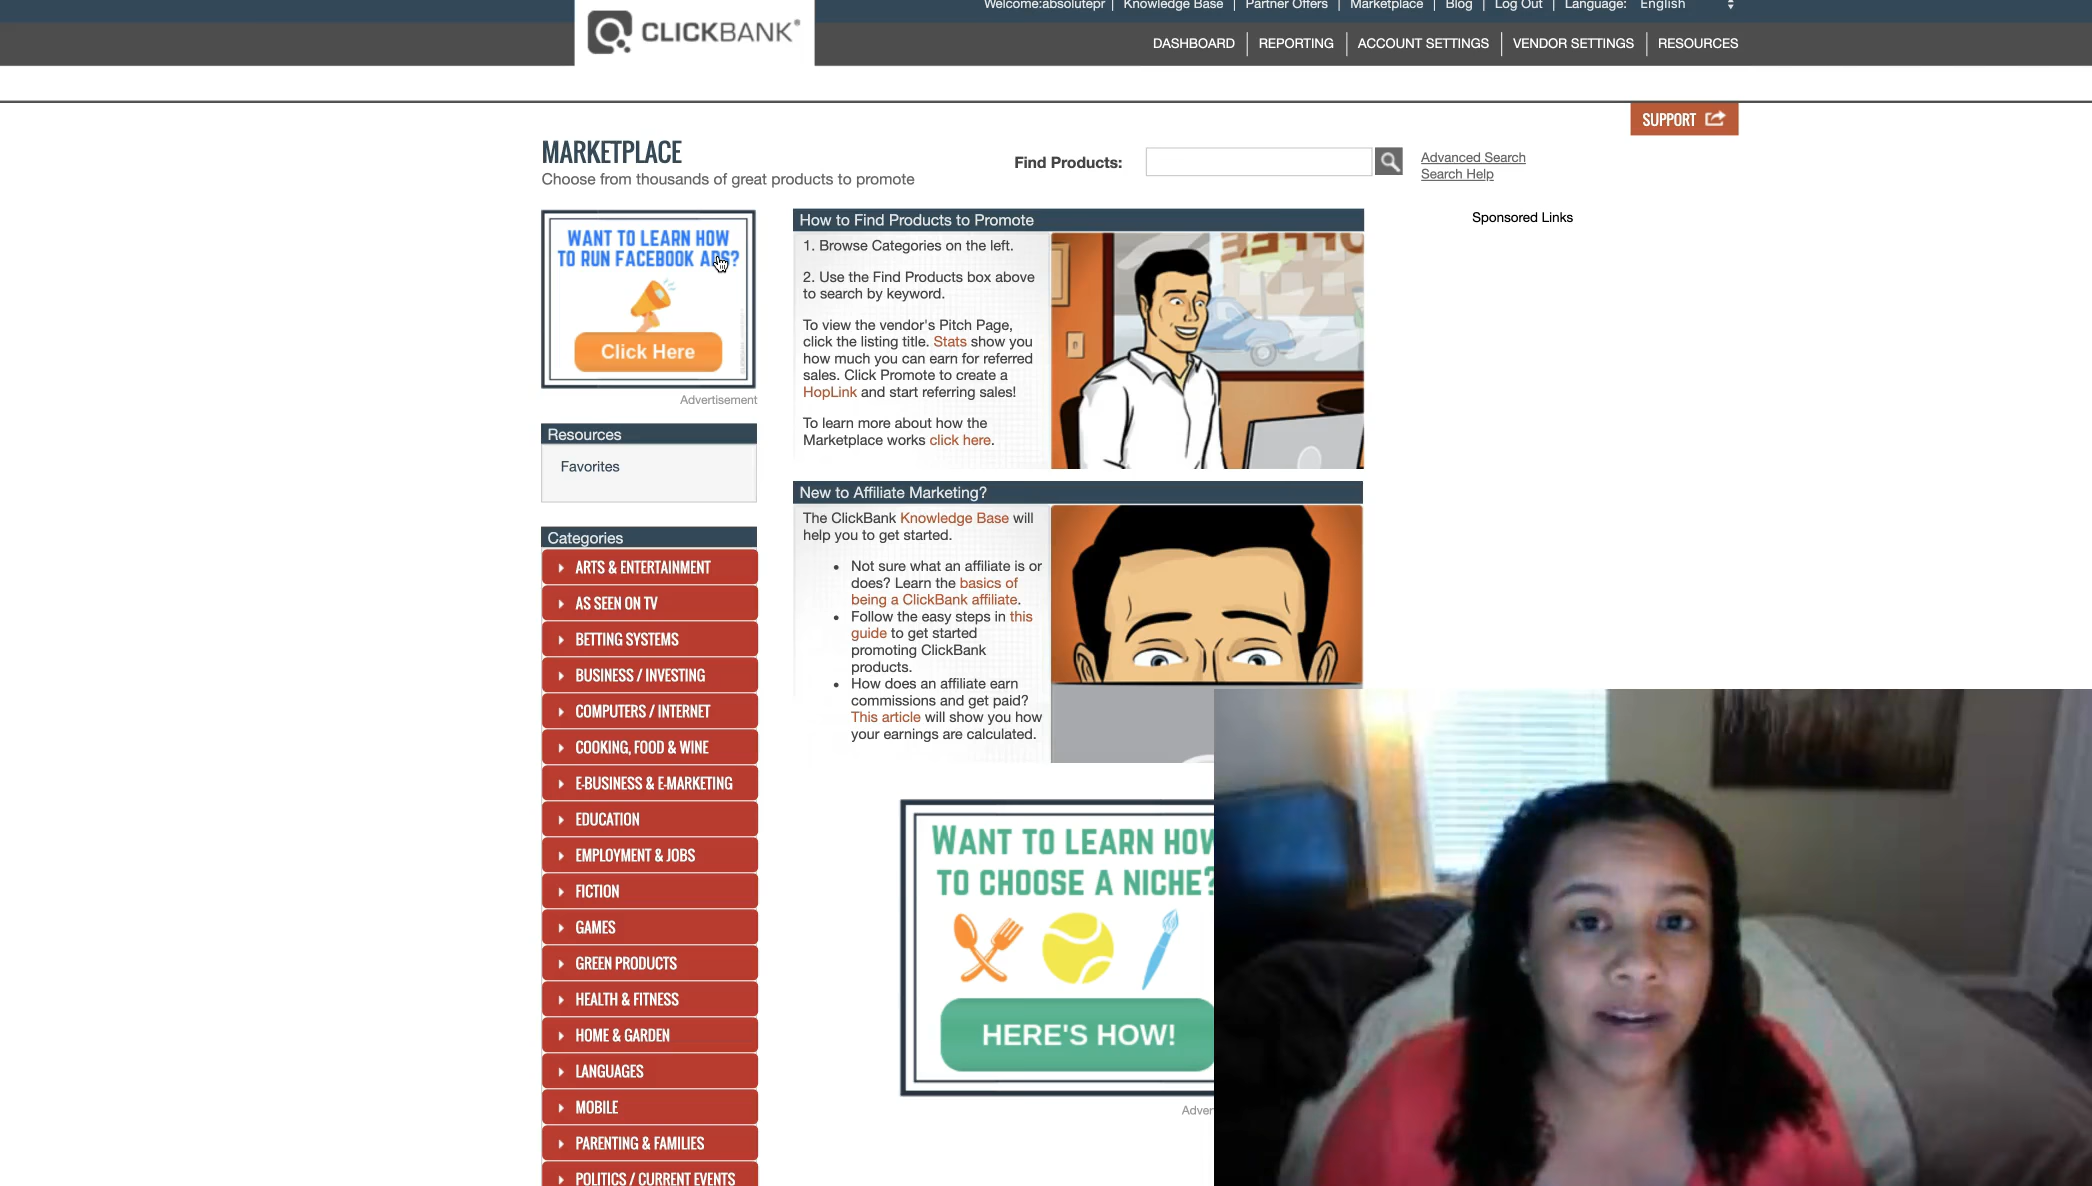 Welcome:absolutepr | Knowledge Base | Partner Offers | Marketplace | Blog | Log Out | Language: English
CLICKBANK®
DASHBOARD | REPORTING | ACCOUNT SETTINGS | VENDOR SETTINGS | RESOURCES
SUPPORT
MARKETPLACE
Choose from thousands of great products to promote
Find Products:
Advanced Search
Search Help
WANT TO LEARN HOW
TO RUN FACEBOOK ADS?
Click Here
Advertisement
Resources
Favorites
Categories
ARTS & ENTERTAINMENT
AS SEEN ON TV
BETTING SYSTEMS
BUSINESS / INVESTING
COMPUTERS / INTERNET
COOKING, FOOD & WINE
E-BUSINESS & E-MARKETING
EDUCATION
EMPLOYMENT & JOBS
FICTION
GAMES
GREEN PRODUCTS
HEALTH & FITNESS
HOME & GARDEN
LANGUAGES
MOBILE
PARENTING & FAMILIES
POLITICS / CURRENT EVENTS
How to Find Products to Promote
1. Browse Categories on the left.
2. Use the Find Products box above
to search by keyword.
To view the vendor's Pitch Page,
click the listing title. Stats show you
how much you can earn for referred
sales. Click Promote to create a
HopLink and start referring sales!
To learn more about how the
Marketplace works click here.
New to Affiliate Marketing?
The ClickBank Knowledge Base will
help you to get started.
• Not sure what an affiliate is or
does? Learn the basics of
being a ClickBank affiliate.
• Follow the easy steps in this
guide to get started
promoting ClickBank
products.
• How does an affiliate earn
commissions and get paid?
This article will show you how
your earnings are calculated.
WANT TO LEARN HOW
TO CHOOSE A NICHE?
HERE'S HOW!
Adver
Sponsored Links